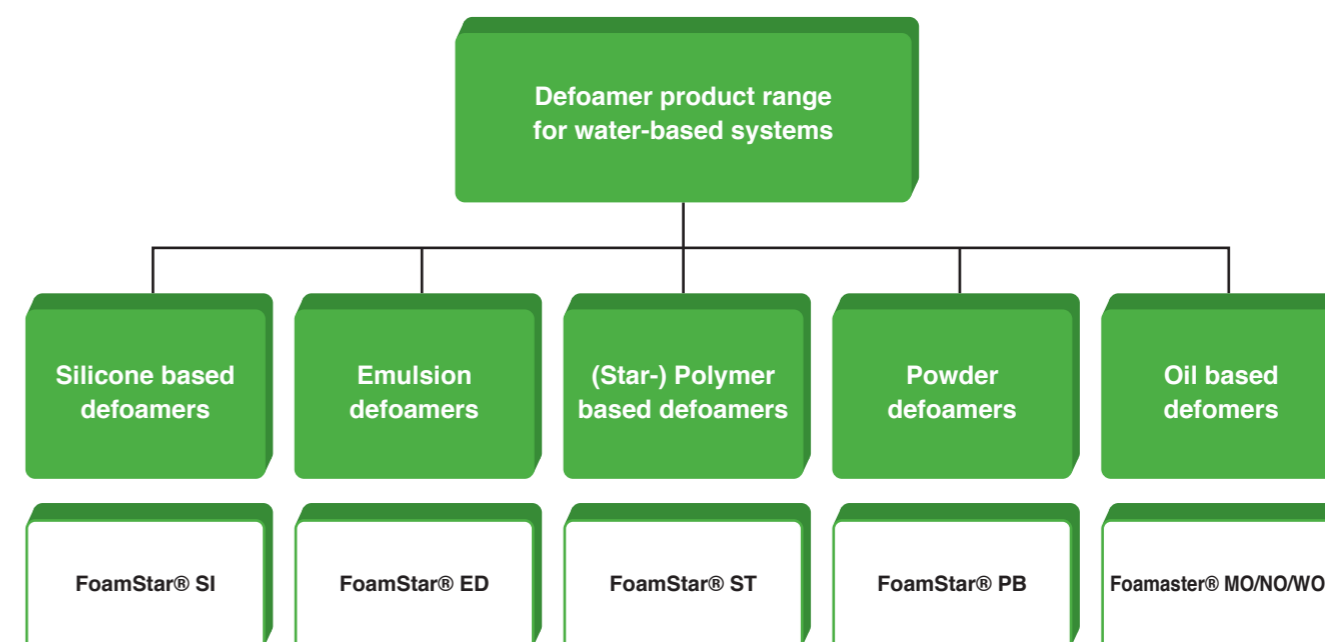 Defoamer product range
for water-based systems
Silicone based
defoamers
Emulsion
defoamers
(Star-) Polymer
based defoamers
Powder
defoamers
Oil based
defomers
FoamStar® SI
FoamStar® ED
FoamStar® ST
FoamStar® PB
Foamaster® MO/NO/WO